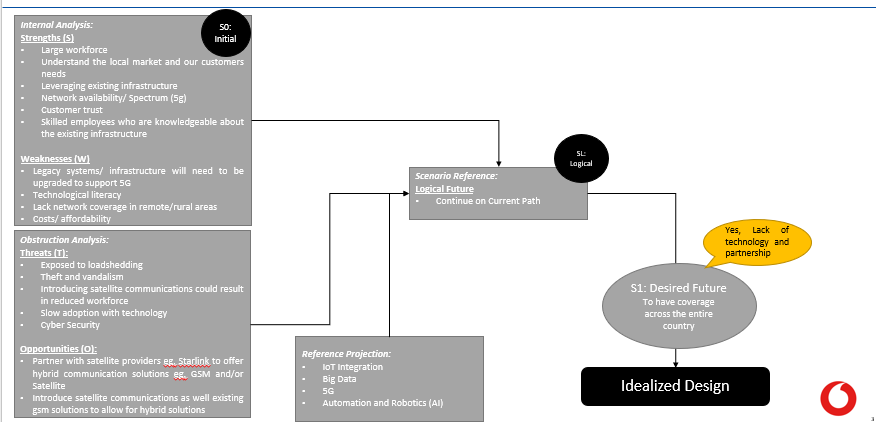 Internal Analysis:
Strengths (S)
• Large workforce
• Understand the local market and our customers
needs
• Leveraging existing infrastructure
• Network availability/ Spectrum (5g)
• Customer trust
• Skilled employees who are knowledgeable about
the existing infrastructure
Weaknesses (W)
• Legacy systems/ infrastructure will need to be
upgraded to support 5G
• Technological literacy
• Lack network coverage in remote/rural areas
• Costs/ affordability
S0:
Initial
Obstruction Analysis:
Threats (T):
• Exposed to loadshedding
• Theft and vandalism
• Introducing satellite communications could result
in reduced workforce
• Slow adoption with technology
• Cyber Security
Opportunities (O):
• Partner with satellite providers eg, Starlink to offer
hybrid communication solutions eg, GSM and/or
Satellite
• Introduce satellite communications as well existing
gsm solutions to allow for hybrid solutions
Reference Projection:
• IoT Integration
• Big Data
• 5G
• Automation and Robotics (AI)
SL:
Logical
Scenario Reference:
Logical Future
• Continue on Current Path
Yes, Lack of
technology and
partnership
S1: Desired Future
To have coverage
across the entire
country
Idealized Design
3